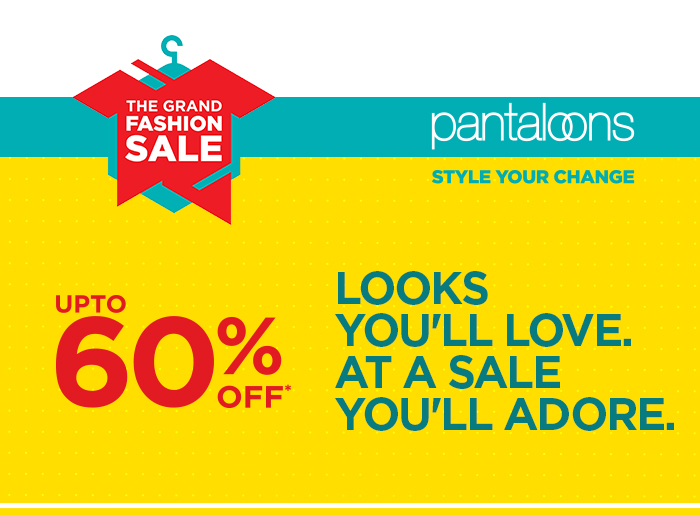 THE GRAND
FASHION
SALE
pantaloons
STYLE YOUR CHANGE
UPTO
60%
OFF*
LOOKS
YOU'LL LOVE.
AT A SALE
YOU'LL ADORE.